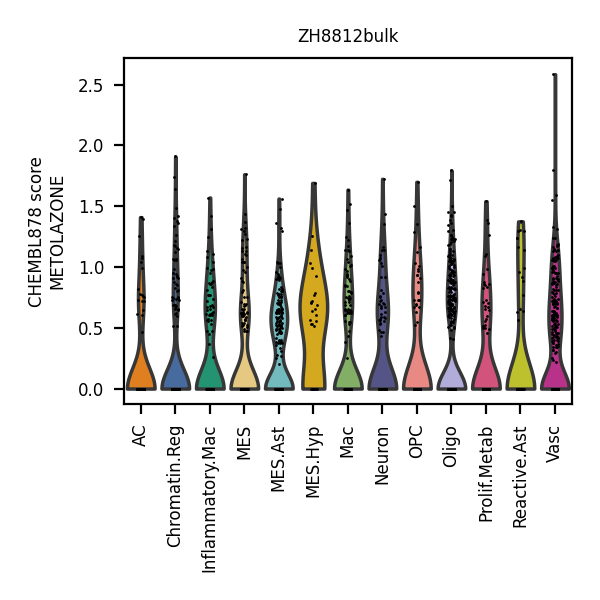 ZH8812bulk
CHEMBL878 score
METOLAZONE
2.5
2.0
1.5
1.0
0.5
0.0
AC
Chromatin.Reg
Inflammatory.Mac
MES
MES.Ast
MES.Hyp
Mac
Neuron
OPC
Oligo
Prolif.Metab
Reactive.Ast
Vasc